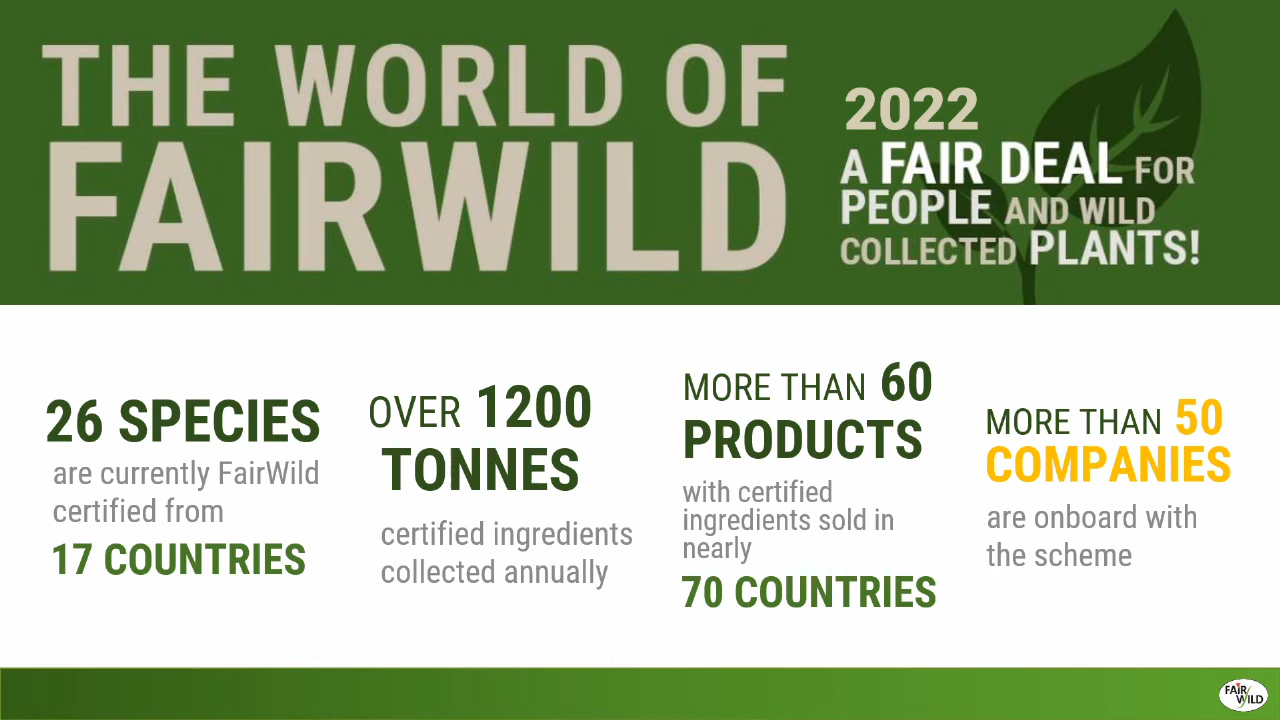 THE WORLD OF
FAIRWILD
2022
A FAIR DEAL FOR
PEOPLE AND WILD
COLLECTED PLANTS!
26 SPECIES
are currently FairWild
certified from
17 COUNTRIES
OVER 1200
TONNES
certified ingredients
collected annually
MORE THAN 60
PRODUCTS
with certified
ingredients sold in
nearly
70 COUNTRIES
MORE THAN 50
COMPANIES
are onboard with
the scheme
FAIR
WILD